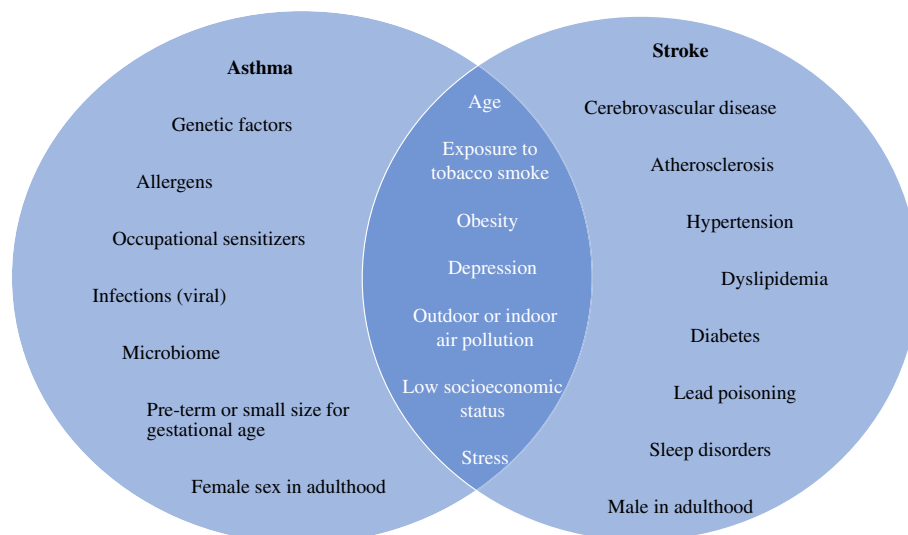 Asthma
Genetic factors
Allergens
Occupational sensitizers
Infections (viral)
Microbiome
Pre-term or small size for
gestational age
Female sex in adulthood
Age
Exposure to
tobacco smoke
Obesity
Depression
Outdoor or indoor
air pollution
Low socioeconomic
status
Stress
Stroke
Cerebrovascular disease
Atherosclerosis
Hypertension
Dyslipidemia
Diabetes
Lead poisoning
Sleep disorders
Male in adulthood